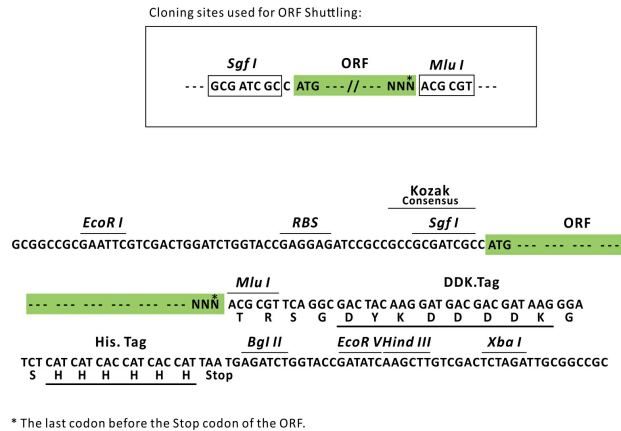 Cloning sites used for ORF Shuttling:
Sgf I ORF Mlu I
--- GCG ATC GC C ATG ---//--- NNN* ACG CGT ---
Kozak
Consensus
EcoR I RBS Sgf I ORF
GCGGCCGCGAATTCGTCGACTGGATCTGGTACCGAGGAGATCCGCCGCCGCGATCGCC ATG --- --- --- ---
Mlu I DDK.Tag
--- --- --- --- --- --- --- NNN* ACG CGT TCA GGC GAC TAC AAG GAT GAC GAC GAT AAG GGA
T R S G D Y K D D D D K G
His. Tag Bgl II EcoR V Hind III Xba I
TCT CAT CAT CAC CAT CAC CAT TAA TGAGATCTGGTACCGATATCAAGCTTGTCGACTCTAGATTGCGGCCGC
S H H H H H H Stop
* The last codon before the Stop codon of the ORF.